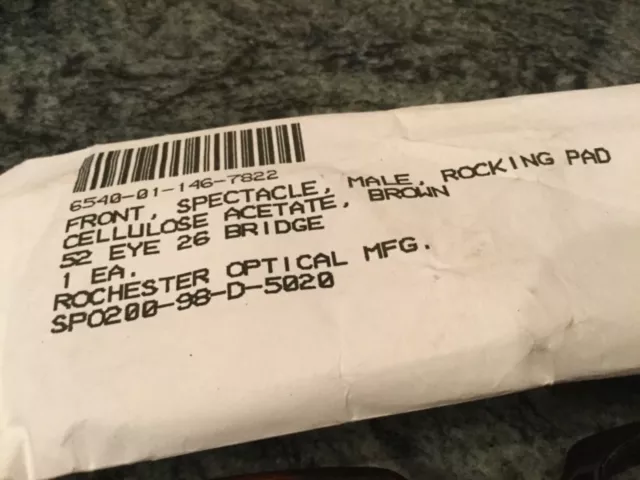 6540-01-146-7822
FRONT, SPECTACLE, MALE, ROCKING PAD
CELLULOSE ACETATE, BROWN
52 EYE 26 BRIDGE
1 EA.
ROCHESTER OPTICAL MFG.
SPO200-98-D-5020